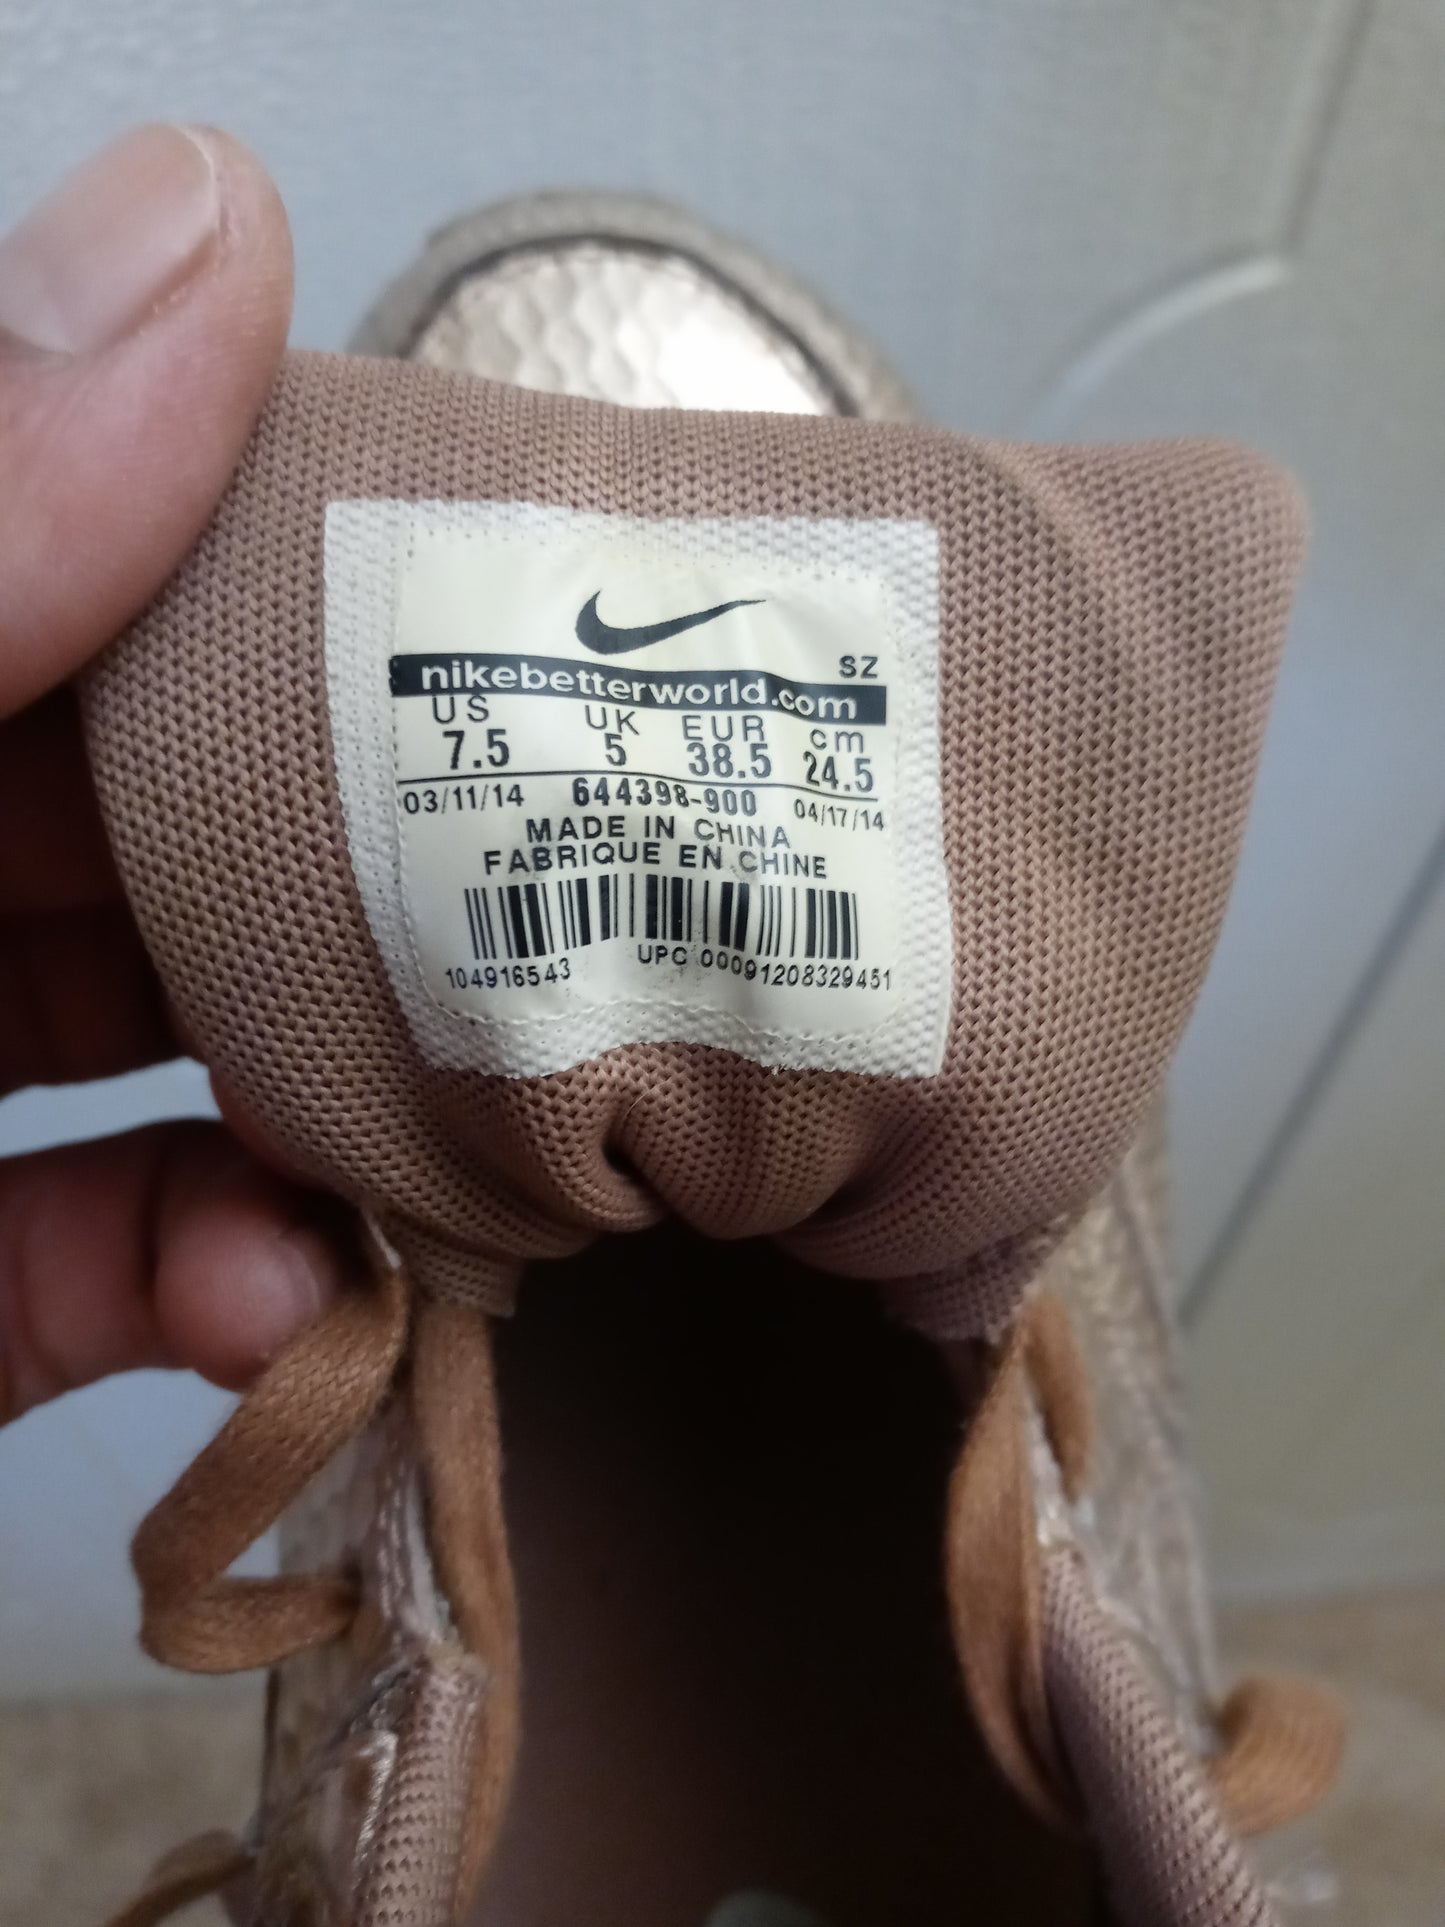 SZ
nikebetterworld.com
US UK EUR cm
7.5 5 38.5 24.5
03/11/14 644398-900 04/17/14
MADE IN CHINA
FABRIQUE EN CHINE
104916543 UPC 00091208329451